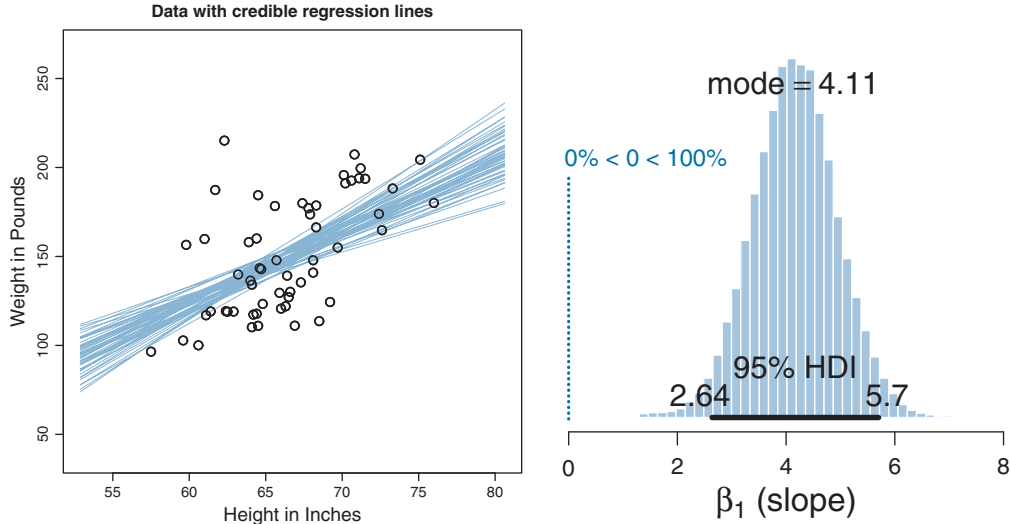 Data with credible regression lines
Weight in Pounds
250
200
150
100
50
55 60 65 70 75 80
Height in Inches
mode = 4.11
0% < 0 < 100%
95% HDI
2.64 5.7
0 2 4 6 8
β₁ (slope)